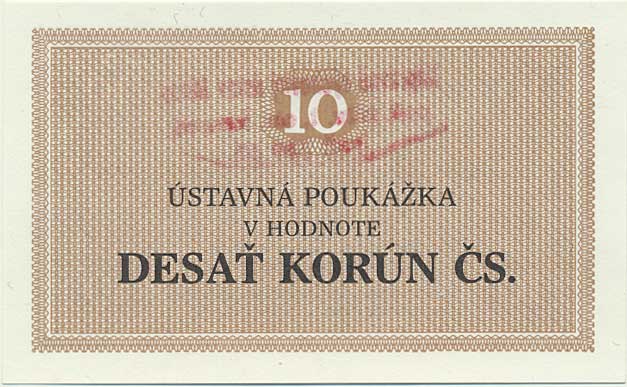 10
ÚSTAVNÁ POUKÁŽKA
V HODNOTE
DESAŤ KORÚN ČS.